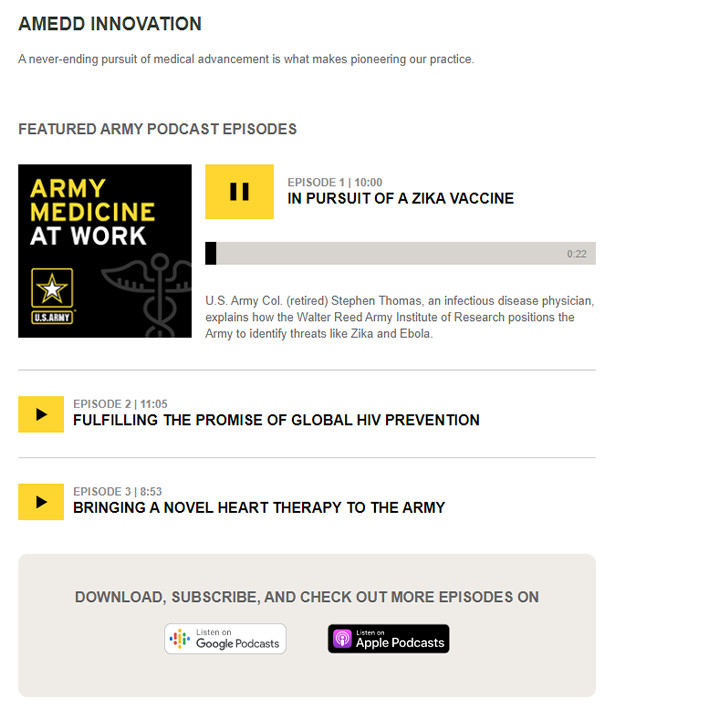 AMEDD INNOVATION
A never-ending pursuit of medical advancement is what makes pioneering our practice.
FEATURED ARMY PODCAST EPISODES
ARMY
MEDICINE
AT WORK
U.S.ARMY
EPISODE 1 | 10:00
IN PURSUIT OF A ZIKA VACCINE
0:22
U.S. Army Col. (retired) Stephen Thomas, an infectious disease physician,
explains how the Walter Reed Army Institute of Research positions the
Army to identify threats like Zika and Ebola.
EPISODE 2 | 11:05
FULFILLING THE PROMISE OF GLOBAL HIV PREVENTION
EPISODE 3 | 8:53
BRINGING A NOVEL HEART THERAPY TO THE ARMY
DOWNLOAD, SUBSCRIBE, AND CHECK OUT MORE EPISODES ON
Listen on
Google Podcasts
Listen on
Apple Podcasts